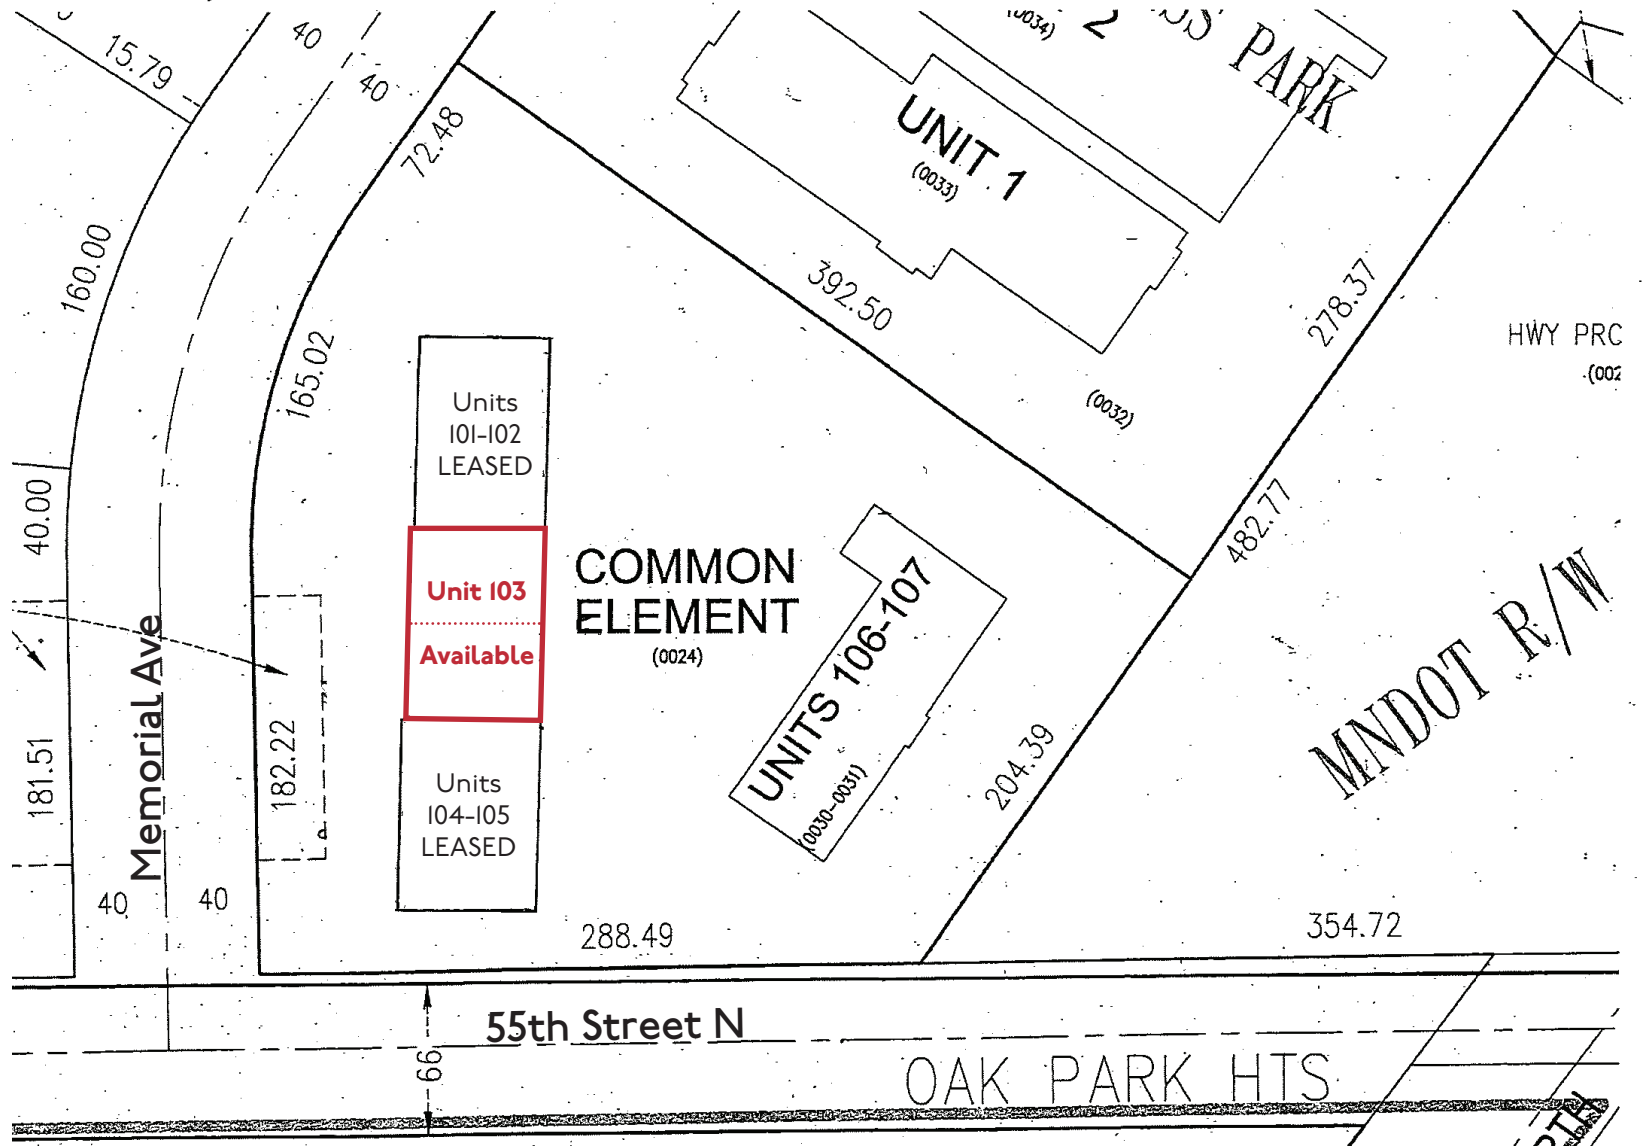 40
15.79
40
72.48
160.00
165.02
(0034)
2
PARK
UNIT 1
(0033)
392.50
278.37
HWY PRC
(0032)
482.77
Units
101-102
LEASED
40.00
Unit 103
Available
COMMON
ELEMENT
(0024)
UNITS 106-107
(0030-0031)
MNDOT R/W
204.39
Memorial Ave
181.51
182.22
Units
104-105
LEASED
40
40
288.49
354.72
55th Street N
66
OAK PARK HTS